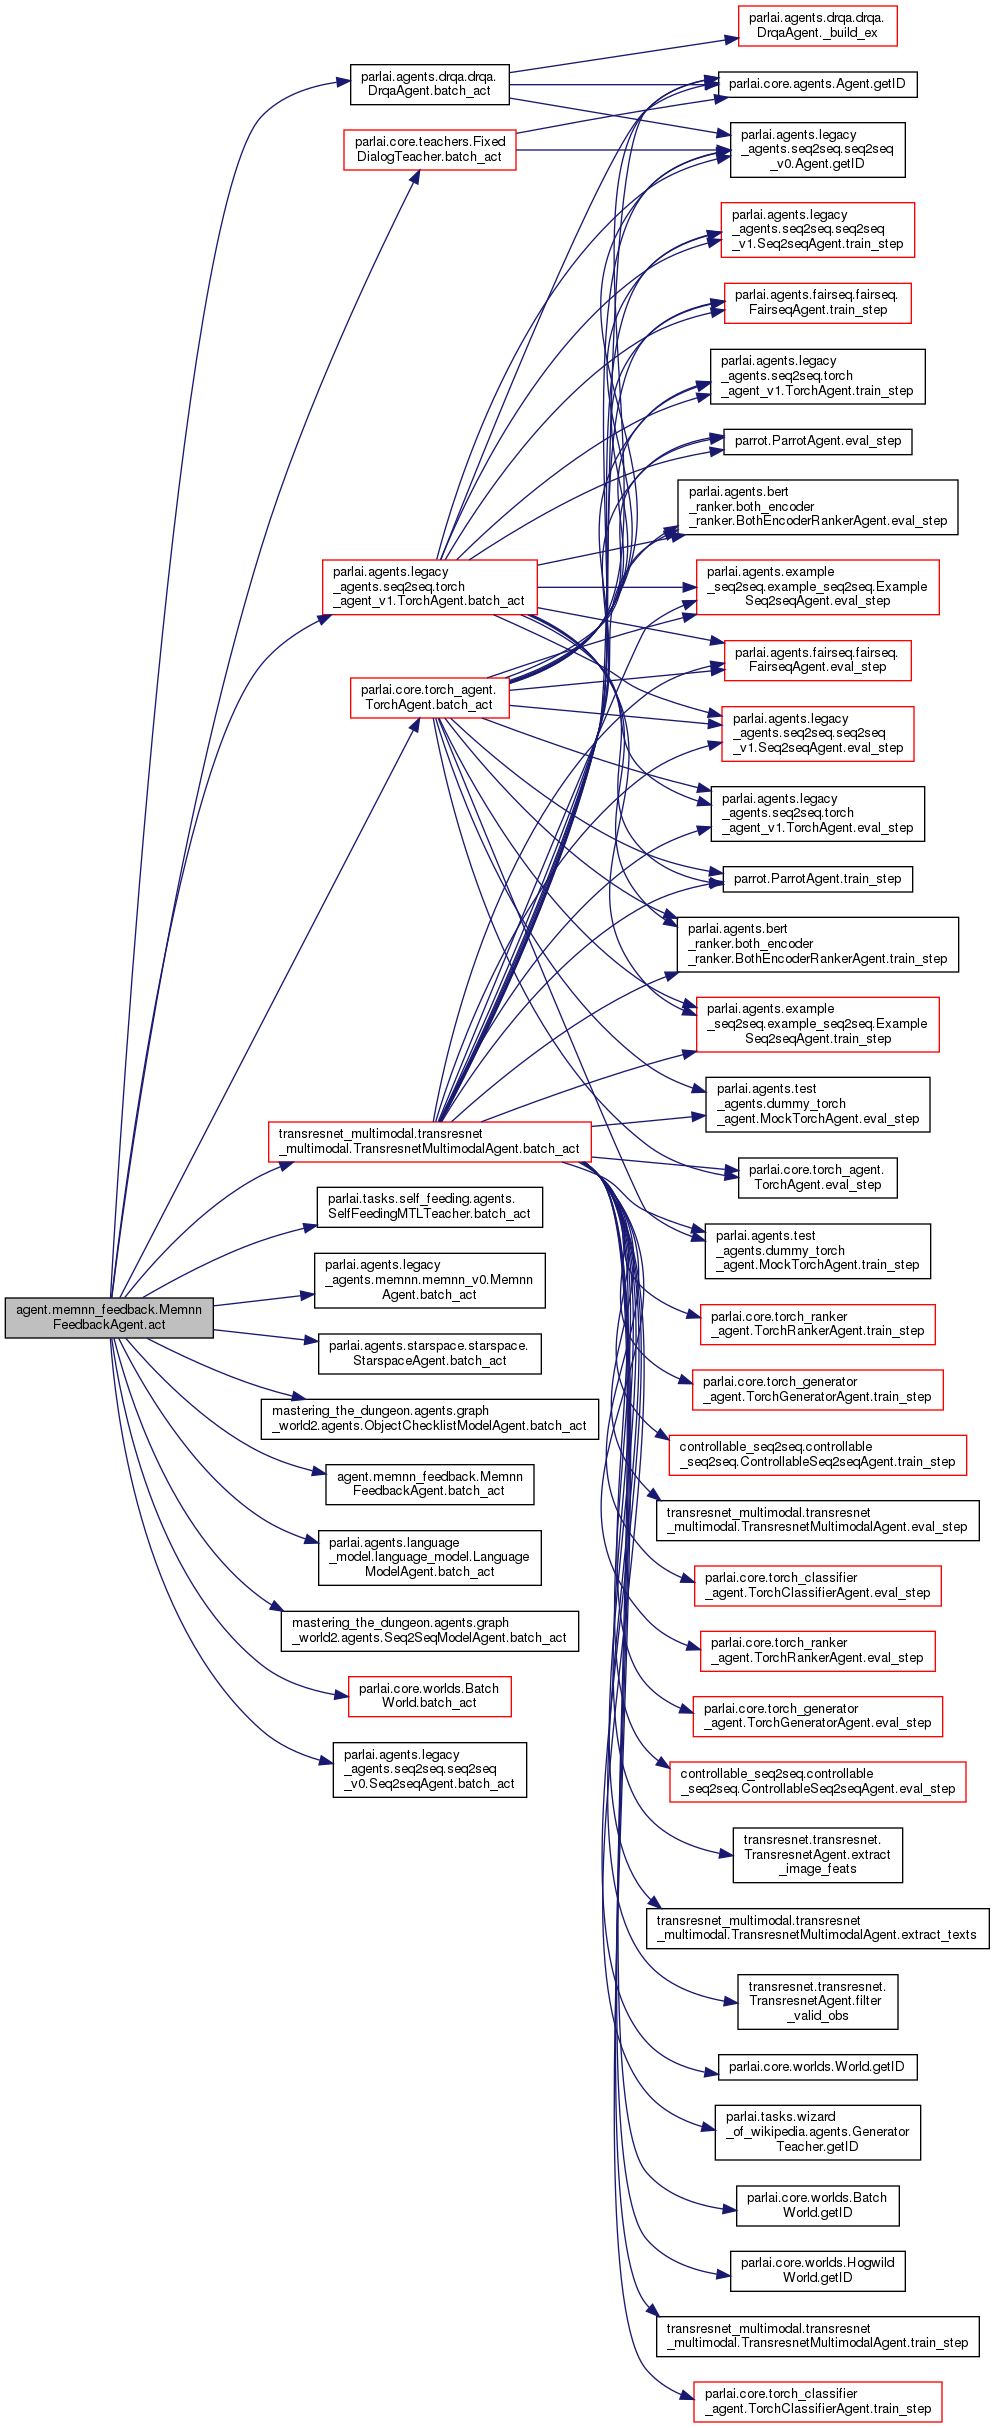 agent.memnn_feedback.Memnn
FeedbackAgent.act
parlai.agents.drqa.drqa.
DrqaAgent.batch_act
parlai.core.teachers.Fixed
DialogTeacher.batch_act
parlai.agents.legacy
_agents.seq2seq.torch
_agent_v1.TorchAgent.batch_act
parlai.core.torch_agent.
TorchAgent.batch_act
transresnet_multimodal.transresnet
_multimodal.TransresnetMultimodalAgent.batch_act
parlai.tasks.self_feeding.agents.
SelfFeedingMTLTeacher.batch_act
parlai.agents.legacy
_agents.memnn.memnn_v0.Memnn
Agent.batch_act
parlai.agents.starspace.starspace.
StarspaceAgent.batch_act
mastering_the_dungeon.agents.graph
_world2.agents.ObjectChecklistModelAgent.batch_act
agent.memnn_feedback.Memnn
FeedbackAgent.batch_act
parlai.agents.language
_model.language_model.Language
ModelAgent.batch_act
mastering_the_dungeon.agents.graph
_world2.agents.Seq2SeqModelAgent.batch_act
parlai.core.worlds.Batch
World.batch_act
parlai.agents.legacy
_agents.seq2seq.seq2seq
_v0.Seq2seqAgent.batch_act
parlai.agents.drqa.drqa.
DrqaAgent._build_ex
parlai.core.agents.Agent.getID
parlai.agents.legacy
_agents.seq2seq.seq2seq
_v0.Agent.getID
parlai.agents.legacy
_agents.seq2seq.seq2seq
_v1.Seq2seqAgent.train_step
parlai.agents.fairseq.fairseq.
FairseqAgent.train_step
parlai.agents.legacy
_agents.seq2seq.torch
_agent_v1.TorchAgent.train_step
parrot.ParrotAgent.eval_step
parlai.agents.bert
_ranker.both_encoder
_ranker.BothEncoderRankerAgent.eval_step
parlai.agents.example
_seq2seq.example_seq2seq.Example
Seq2seqAgent.eval_step
parlai.agents.fairseq.fairseq.
FairseqAgent.eval_step
parlai.agents.legacy
_agents.seq2seq.seq2seq
_v1.Seq2seqAgent.eval_step
parlai.agents.legacy
_agents.seq2seq.torch
_agent_v1.TorchAgent.eval_step
parrot.ParrotAgent.train_step
parlai.agents.bert
_ranker.both_encoder
_ranker.BothEncoderRankerAgent.train_step
parlai.agents.example
_seq2seq.example_seq2seq.Example
Seq2seqAgent.train_step
parlai.agents.test
_agents.dummy_torch
_agent.MockTorchAgent.eval_step
parlai.core.torch_agent.
TorchAgent.eval_step
parlai.agents.test
_agents.dummy_torch
_agent.MockTorchAgent.train_step
parlai.core.torch_ranker
_agent.TorchRankerAgent.train_step
parlai.core.torch_generator
_agent.TorchGeneratorAgent.train_step
controllable_seq2seq.controllable
_seq2seq.ControllableSeq2seqAgent.train_step
transresnet_multimodal.transresnet
_multimodal.TransresnetMultimodalAgent.eval_step
parlai.core.torch_classifier
_agent.TorchClassifierAgent.eval_step
parlai.core.torch_ranker
_agent.TorchRankerAgent.eval_step
parlai.core.torch_generator
_agent.TorchGeneratorAgent.eval_step
controllable_seq2seq.controllable
_seq2seq.ControllableSeq2seqAgent.eval_step
transresnet.transresnet.
TransresnetAgent.extract
_image_feats
transresnet_multimodal.transresnet
_multimodal.TransresnetMultimodalAgent.extract_texts
transresnet.transresnet.
TransresnetAgent.filter
_valid_obs
parlai.core.worlds.World.getID
parlai.tasks.wizard
_of_wikipedia.agents.Generator
Teacher.getID
parlai.core.worlds.Batch
World.getID
parlai.core.worlds.Hogwild
World.getID
transresnet_multimodal.transresnet
_multimodal.TransresnetMultimodalAgent.train_step
parlai.core.torch_classifier
_agent.TorchClassifierAgent.train_step